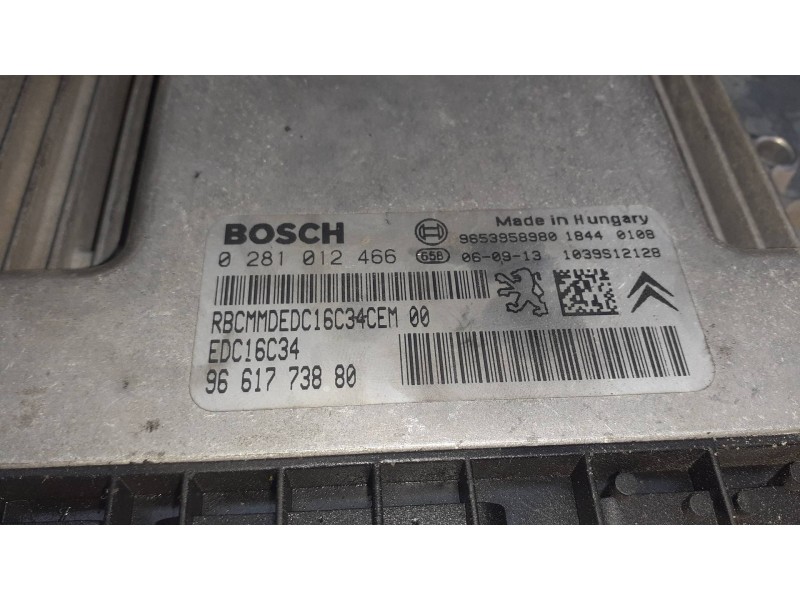 BOSCH
Made in Hungary
9653958980 1844 0108
0 281 012 466 656 06-09-13 1039S12128
RBCMMDEDC16C34CEM 00
EDC16C34
96 617 738 80